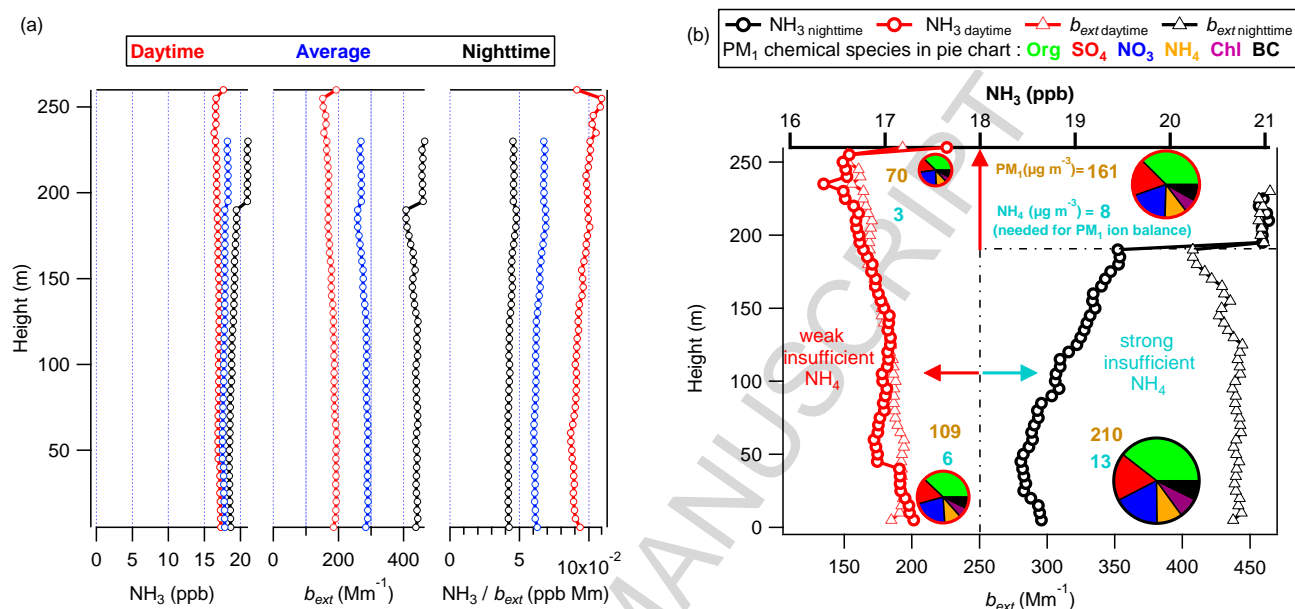 (a)
Daytime Average Nighttime
Height (m)
250
200
150
100
50
0 5 10 15 20
NH3 (ppb)
0 200 400
bext (Mm-1)
0 5 10x10-2
NH3 / bext (ppb Mm)
(b)
NH3 nighttime NH3 daytime bext daytime bext nighttime
PM1 chemical species in pie chart : Org SO4 NO3 NH4 Chl BC
NH3 (ppb)
16 17 18 19 20 21
Height (m)
250
200
150
100
50
0
70
3
PM1(µg m-3)= 161
NH4 (µg m-3) = 8
(needed for PM1 ion balance)
weak
insufficient
NH4
strong
insufficient
NH4
109
6
210
13
150 200 250 300 350 400 450
bext (Mm-1)
MANUSCRIPT